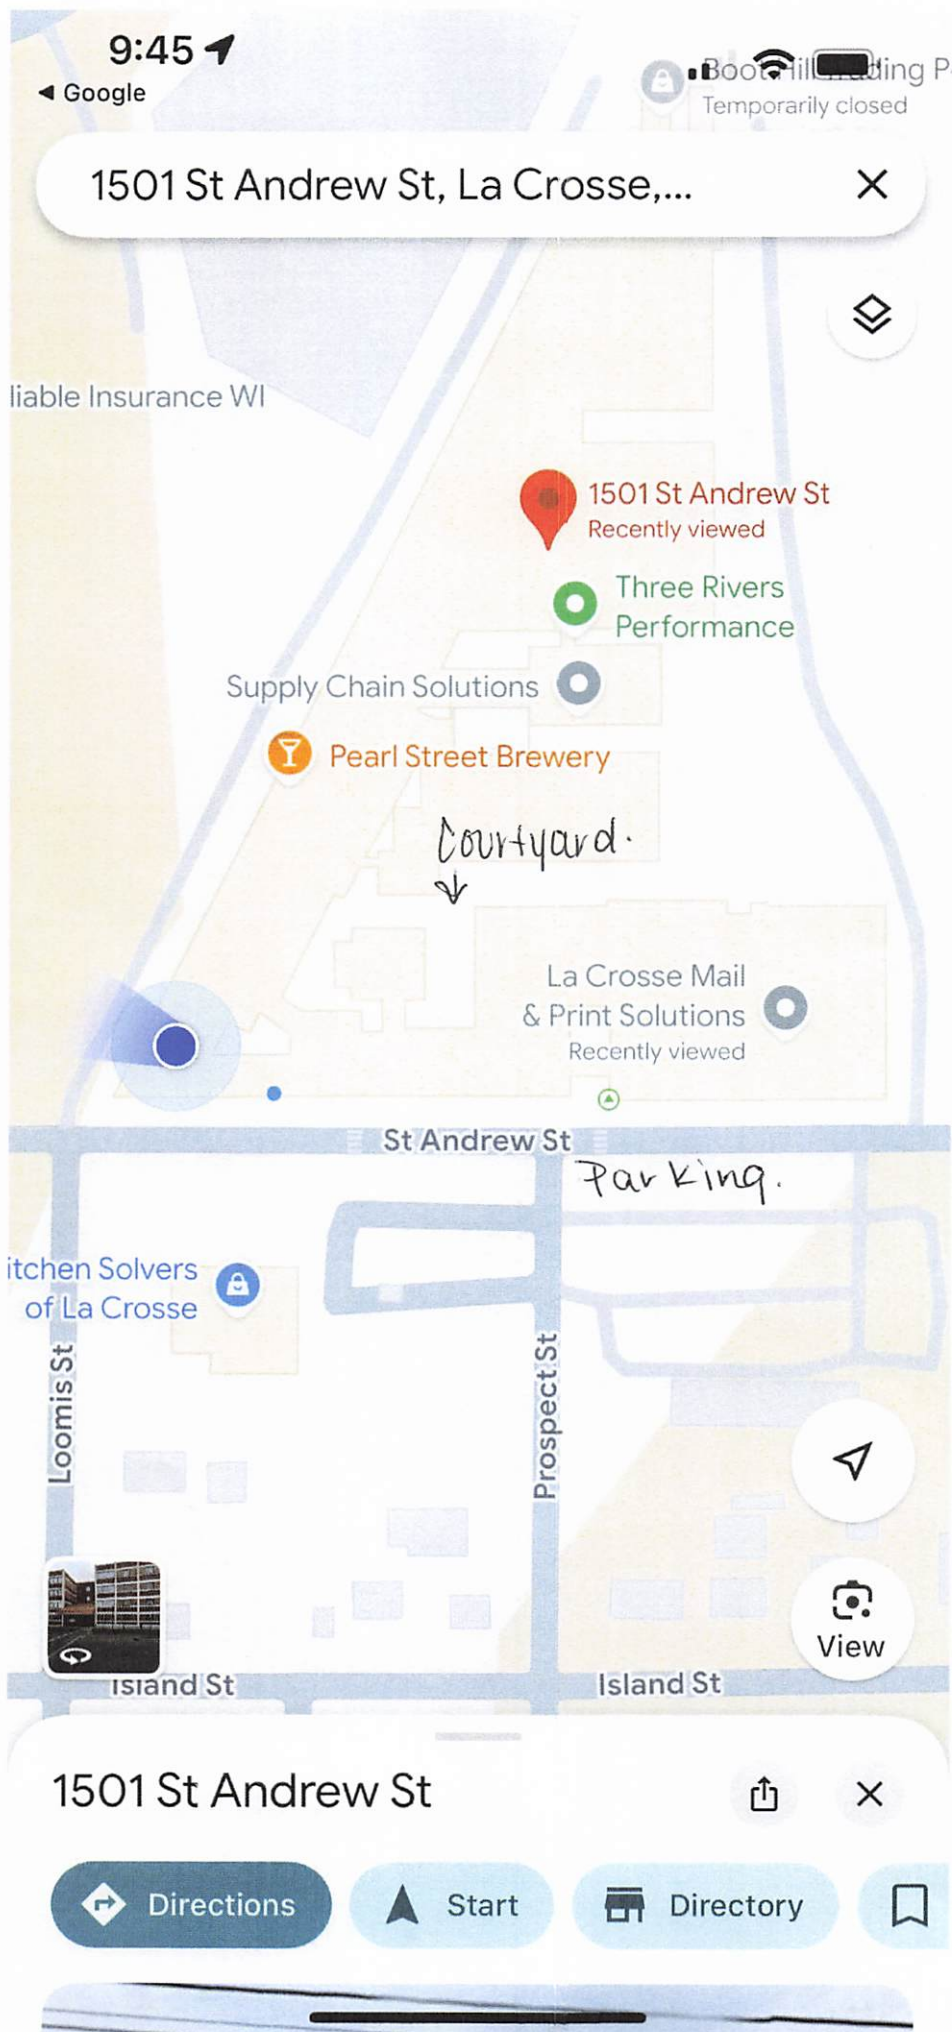 9:45
◀ Google
Temporarily closed
1501 St Andrew St, La Crosse,...
liable Insurance WI
1501 St Andrew St
Recently viewed
Three Rivers
Performance
Supply Chain Solutions
Pearl Street Brewery
Courtyard.
La Crosse Mail
& Print Solutions
Recently viewed
St Andrew St
Parking.
itchen Solvers
of La Crosse
Loomis St
Prospect St
View
Island St
Island St
1501 St Andrew St
Directions
Start
Directory